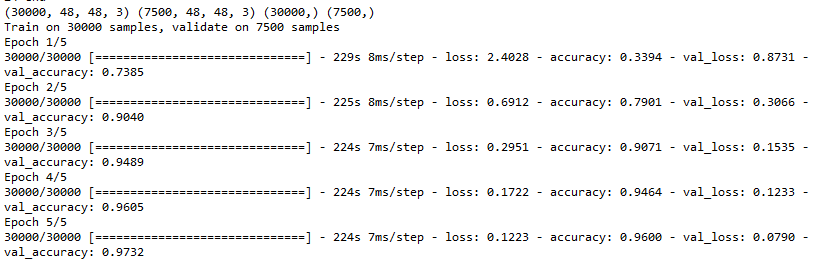 (30000, 48, 48, 3) (7500, 48, 48, 3) (30000,) (7500,)
Train on 30000 samples, validate on 7500 samples
Epoch 1/5
30000/30000 [==============================] - 229s 8ms/step - loss: 2.4028 - accuracy: 0.3394 - val_loss: 0.8731 -
val_accuracy: 0.7385
Epoch 2/5
30000/30000 [==============================] - 225s 8ms/step - loss: 0.6912 - accuracy: 0.7901 - val_loss: 0.3066 -
val_accuracy: 0.9040
Epoch 3/5
30000/30000 [==============================] - 224s 7ms/step - loss: 0.2951 - accuracy: 0.9071 - val_loss: 0.1535 -
val_accuracy: 0.9489
Epoch 4/5
30000/30000 [==============================] - 224s 7ms/step - loss: 0.1722 - accuracy: 0.9464 - val_loss: 0.1233 -
val_accuracy: 0.9605
Epoch 5/5
30000/30000 [==============================] - 224s 7ms/step - loss: 0.1223 - accuracy: 0.9600 - val_loss: 0.0790 -
val_accuracy: 0.9732